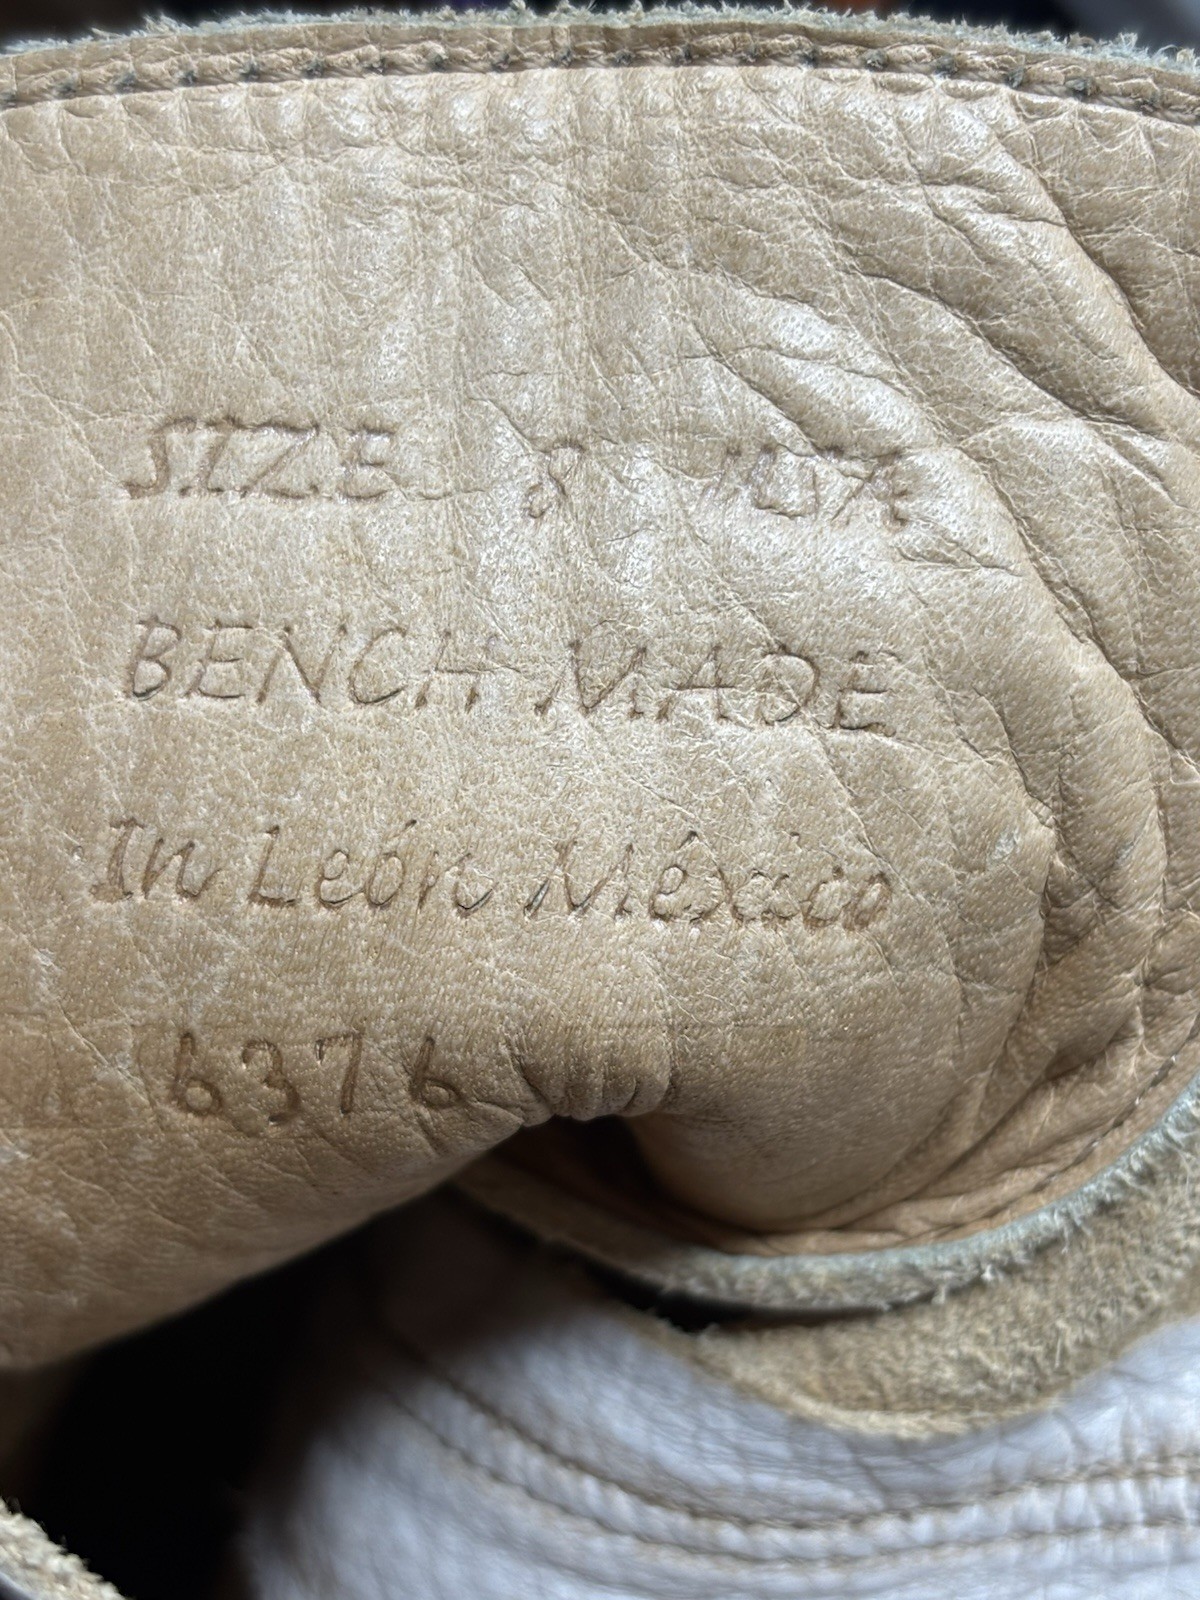 SIZE 8
BENCH MADE
In León México
6376